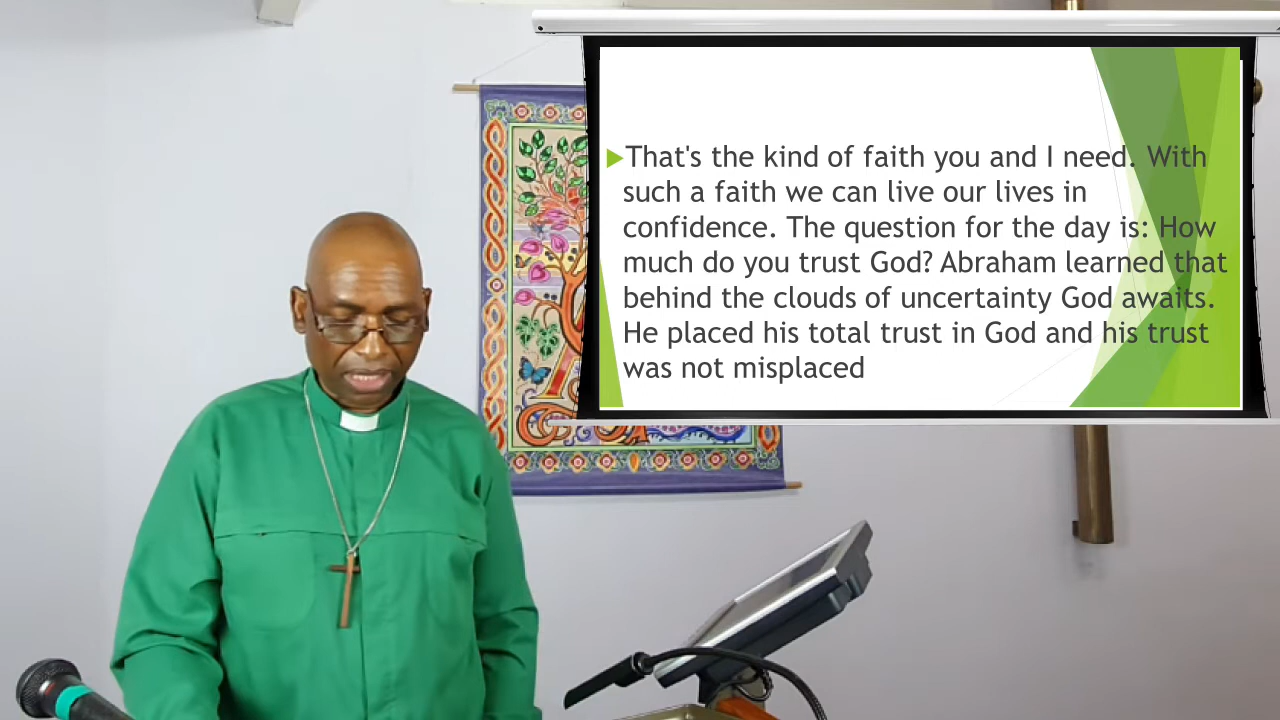 That's the kind of faith you and I need. With
such a faith we can live our lives in
confidence. The question for the day is: How
much do you trust God? Abraham learned that
behind the clouds of uncertainty God awaits.
He placed his total trust in God and his trust
was not misplaced